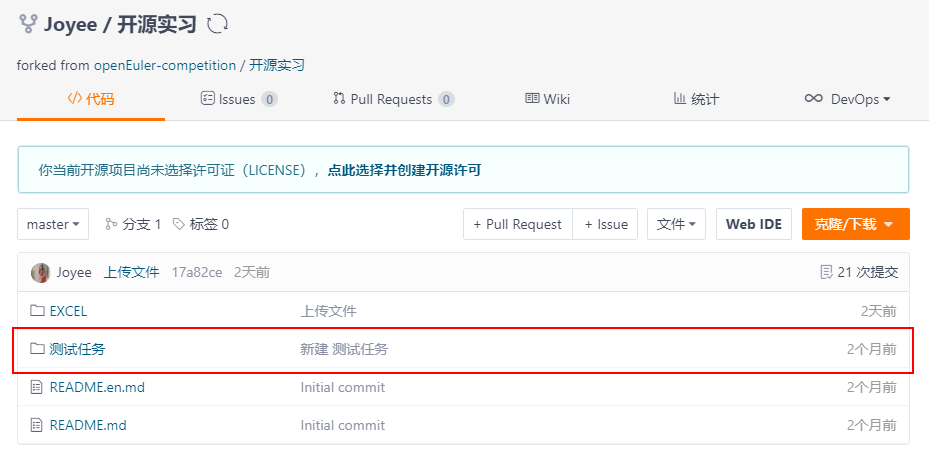 Joyee / 开源实习
forked from openEuler-competition / 开源实习
代码 Issues 0 Pull Requests 0 Wiki 统计 DevOps
你当前开源项目尚未选择许可证（LICENSE），点此选择并创建开源许可
master 分支 1 标签 0 + Pull Request + Issue 文件 Web IDE 克隆/下载
Joyee 上传文件 17a82ce 2天前 21 次提交
EXCEL 上传文件 2天前
测试任务 新建 测试任务 2个月前
README.en.md Initial commit 2个月前
README.md Initial commit 2个月前